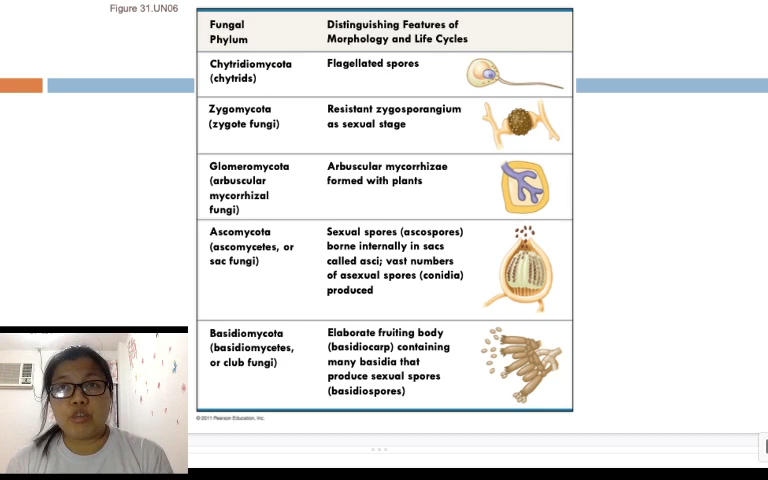 Figure 31.UN06
Fungal
Phylum
Distinguishing Features of
Morphology and Life Cycles
Chytridiomycota
(chytrids)
Flagellated spores
Zygomycota
(zygote fungi)
Resistant zygosporangium
as sexual stage
Glomeromycota
(arbuscular
mycorrhizal
fungi)
Arbuscular mycorrhizae
formed with plants
Ascomycota
(ascomycetes, or
sac fungi)
Sexual spores (ascospores)
borne internally in sacs
called asci; vast numbers
of asexual spores (conidia)
produced
Basidiomycota
(basidiomycetes,
or club fungi)
Elaborate fruiting body
(basidiocarp) containing
many basidia that
produce sexual spores
(basidiospores)
© 2011 Pearson Education, Inc.